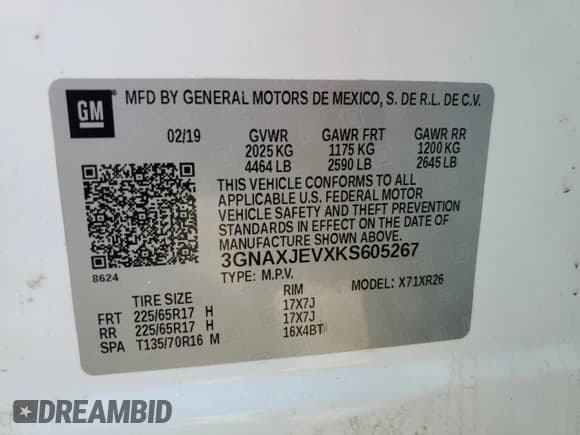 GM
MFD BY GENERAL MOTORS DE MEXICO, S. DE R.L. DE C.V.
02/19 GVWR GAWR FRT GAWR RR
2025 KG 1175 KG 1200 KG
4464 LB 2590 LB 2645 LB
THIS VEHICLE CONFORMS TO ALL
APPLICABLE U.S. FEDERAL MOTOR
VEHICLE SAFETY AND THEFT PREVENTION
STANDARDS IN EFFECT ON THE DATE OF
MANUFACTURE SHOWN ABOVE.
8624 3GNAXJEVXKS605267
TYPE: M.P.V. MODEL: X71XR26
TIRE SIZE RIM
FRT 225/65R17 H 17X7J
RR 225/65R17 H 17X7J
SPA T135/70R16 M 16X4BT
DREAMBID